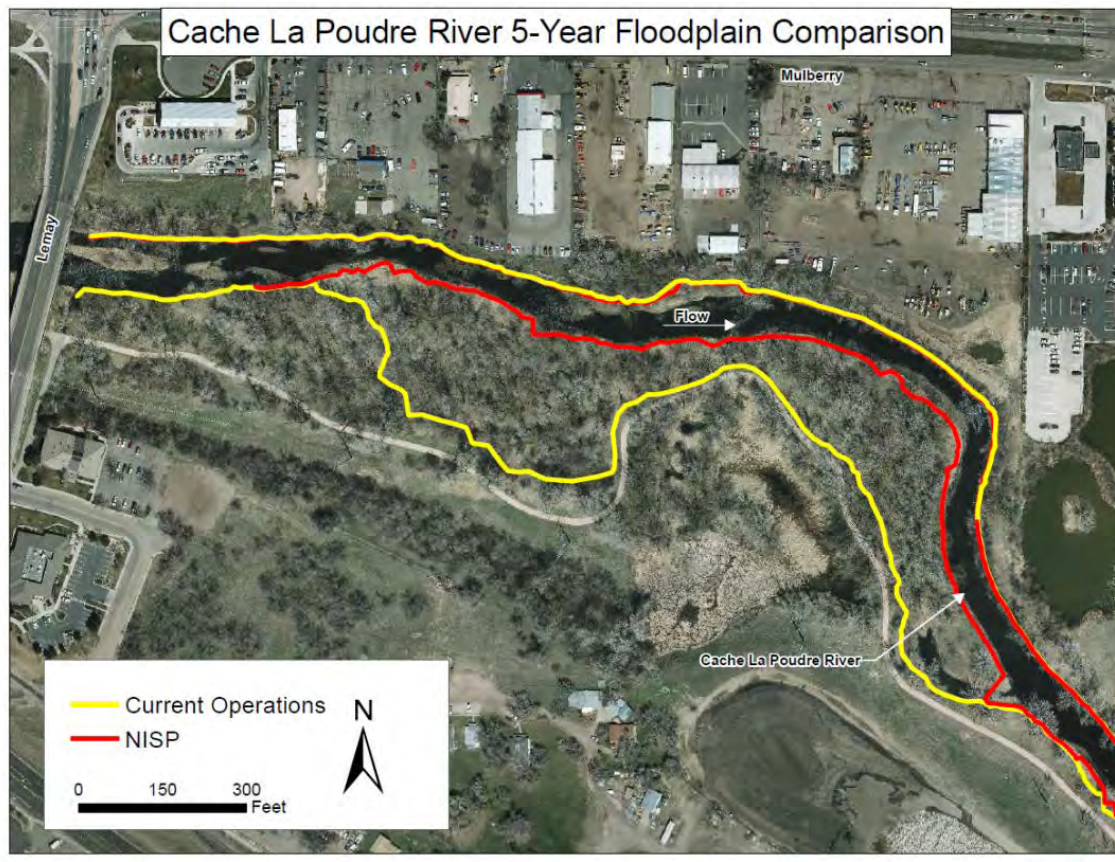 Cache La Poudre River 5-Year Floodplain Comparison
Mulberry
Lemay
Flow
Cache La Poudre River
Current Operations
NISP
N
0 150 300
Feet